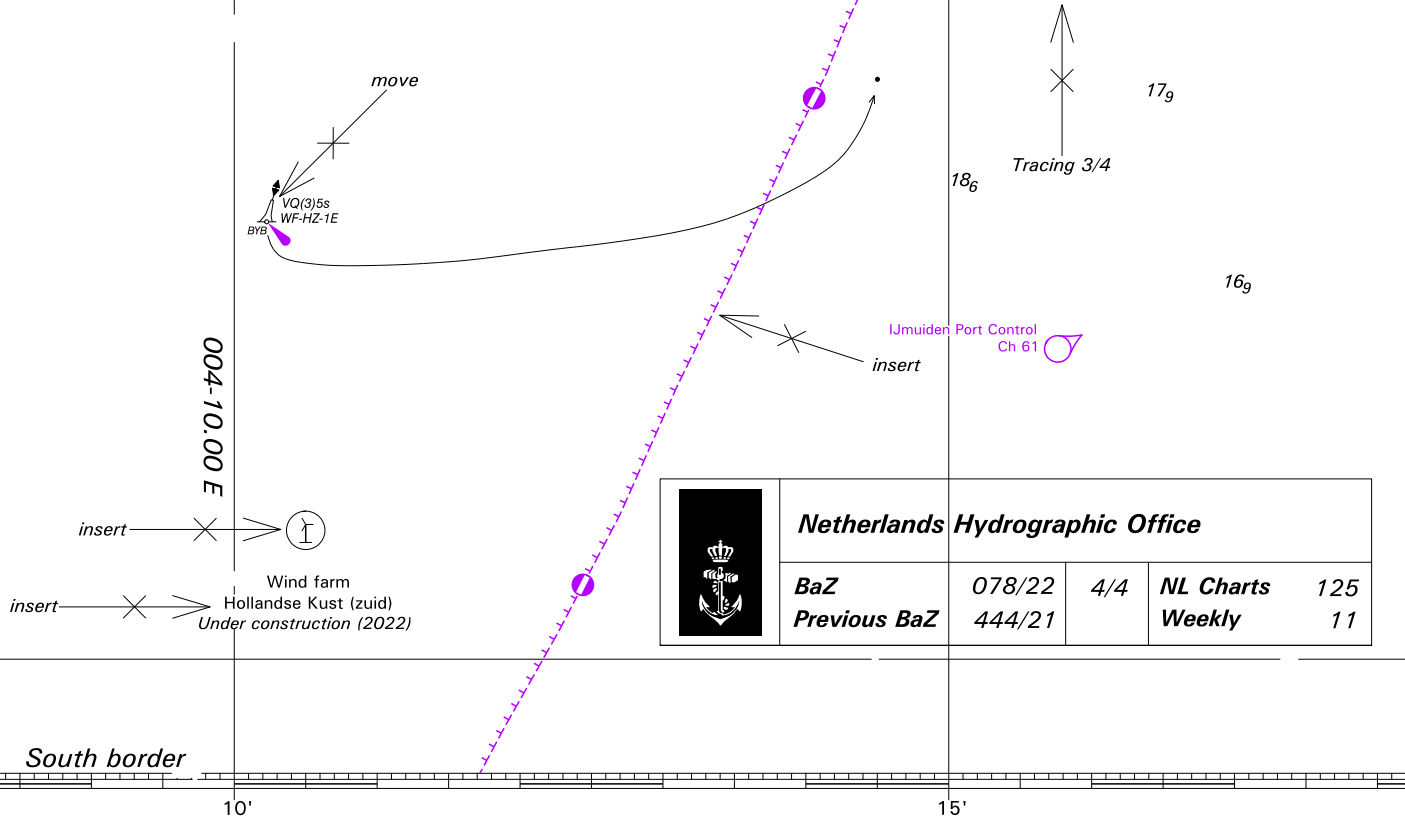 move
17₉
Tracing 3/4
18₆
VQ(3)5s
WF-HZ-1E
BYB
16₉
IJmuiden Port Control
Ch 61
insert
004-10.00 E
insert
Netherlands Hydrographic Office
BaZ 078/22 4/4 NL Charts 125
Previous BaZ 444/21 Weekly 11
Wind farm
insert Hollandse Kust (zuid)
Under construction (2022)
South border
10' 15'